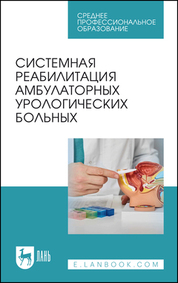 СРЕДНЕЕ
ПРОФЕССИОНАЛЬНОЕ
ОБРАЗОВАНИЕ
СИСТЕМНАЯ
РЕАБИЛИТАЦИЯ
АМБУЛАТОРНЫХ
УРОЛОГИЧЕСКИХ
БОЛЬНЫХ
ЛАНЬ
E.LANBOOK.COM